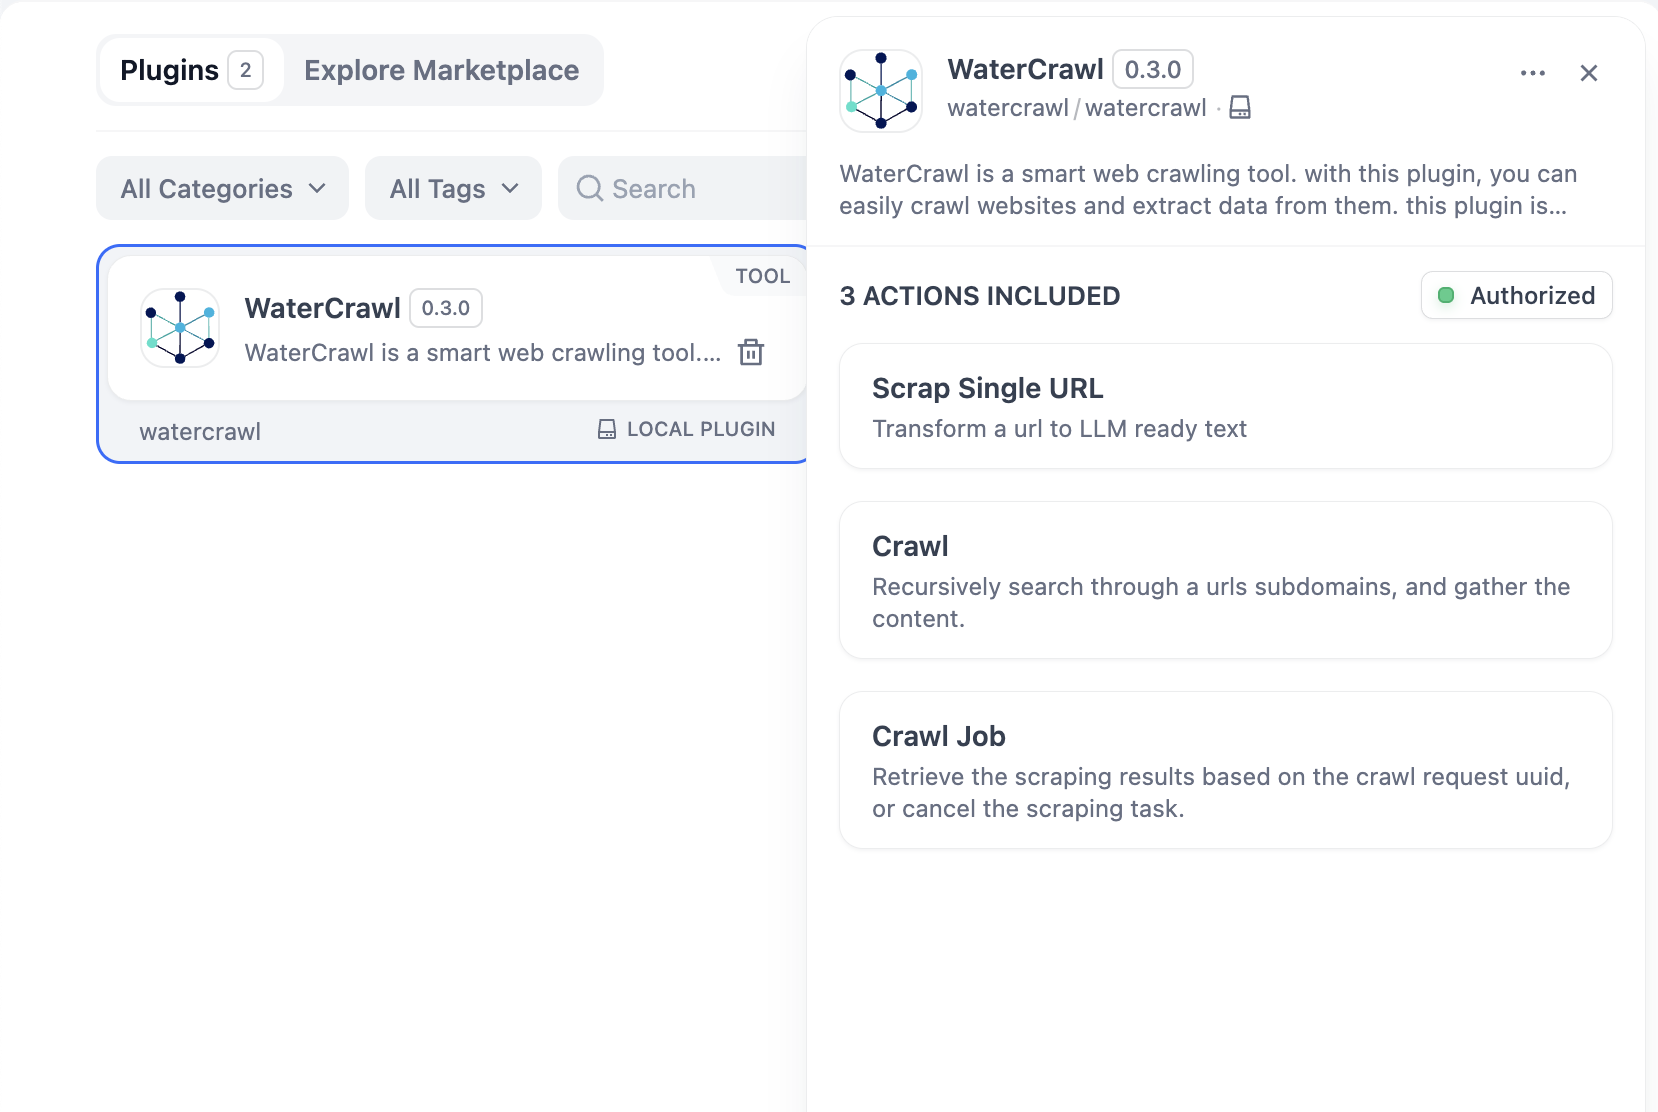 Plugins 2
Explore Marketplace
All Categories
All Tags
Search
TOOL
WaterCrawl 0.3.0
WaterCrawl is a smart web crawling tool....
watercrawl
LOCAL PLUGIN
WaterCrawl 0.3.0
watercrawl / watercrawl ·
WaterCrawl is a smart web crawling tool. with this plugin, you can
easily crawl websites and extract data from them. this plugin is...
3 ACTIONS INCLUDED
Authorized
Scrap Single URL
Transform a url to LLM ready text
Crawl
Recursively search through a urls subdomains, and gather the
content.
Crawl Job
Retrieve the scraping results based on the crawl request uuid,
or cancel the scraping task.